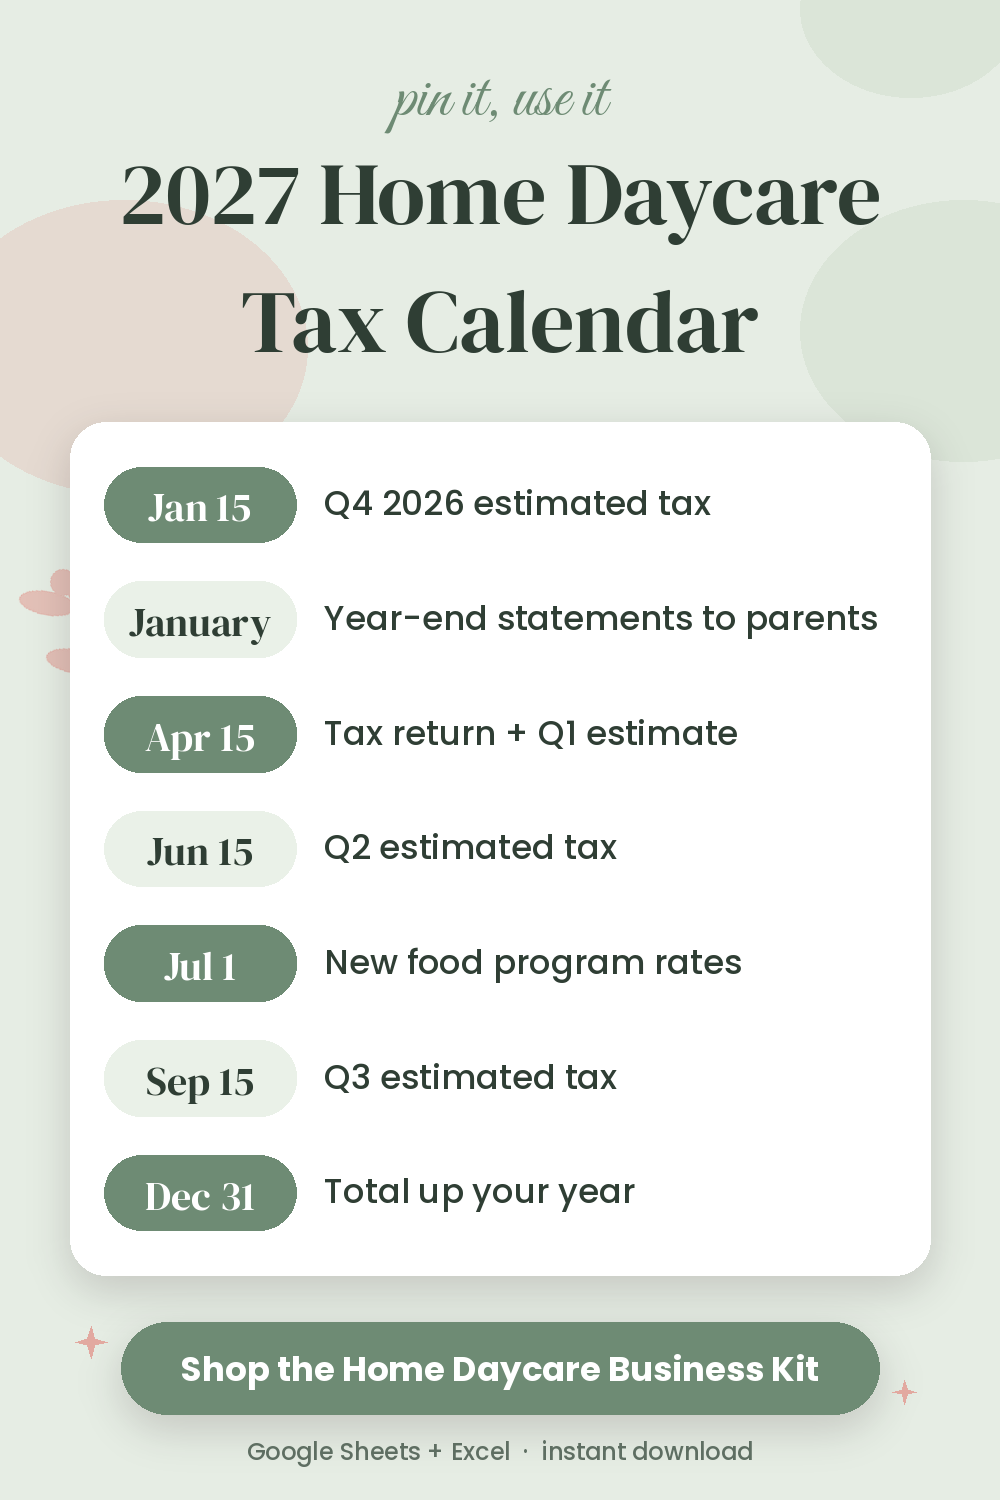 pin it, use it
2027 Home Daycare
Tax Calendar
Jan 15 Q4 2026 estimated tax
January Year-end statements to parents
Apr 15 Tax return + Q1 estimate
Jun 15 Q2 estimated tax
Jul 1 New food program rates
Sep 15 Q3 estimated tax
Dec 31 Total up your year
Shop the Home Daycare Business Kit
Google Sheets + Excel · instant download